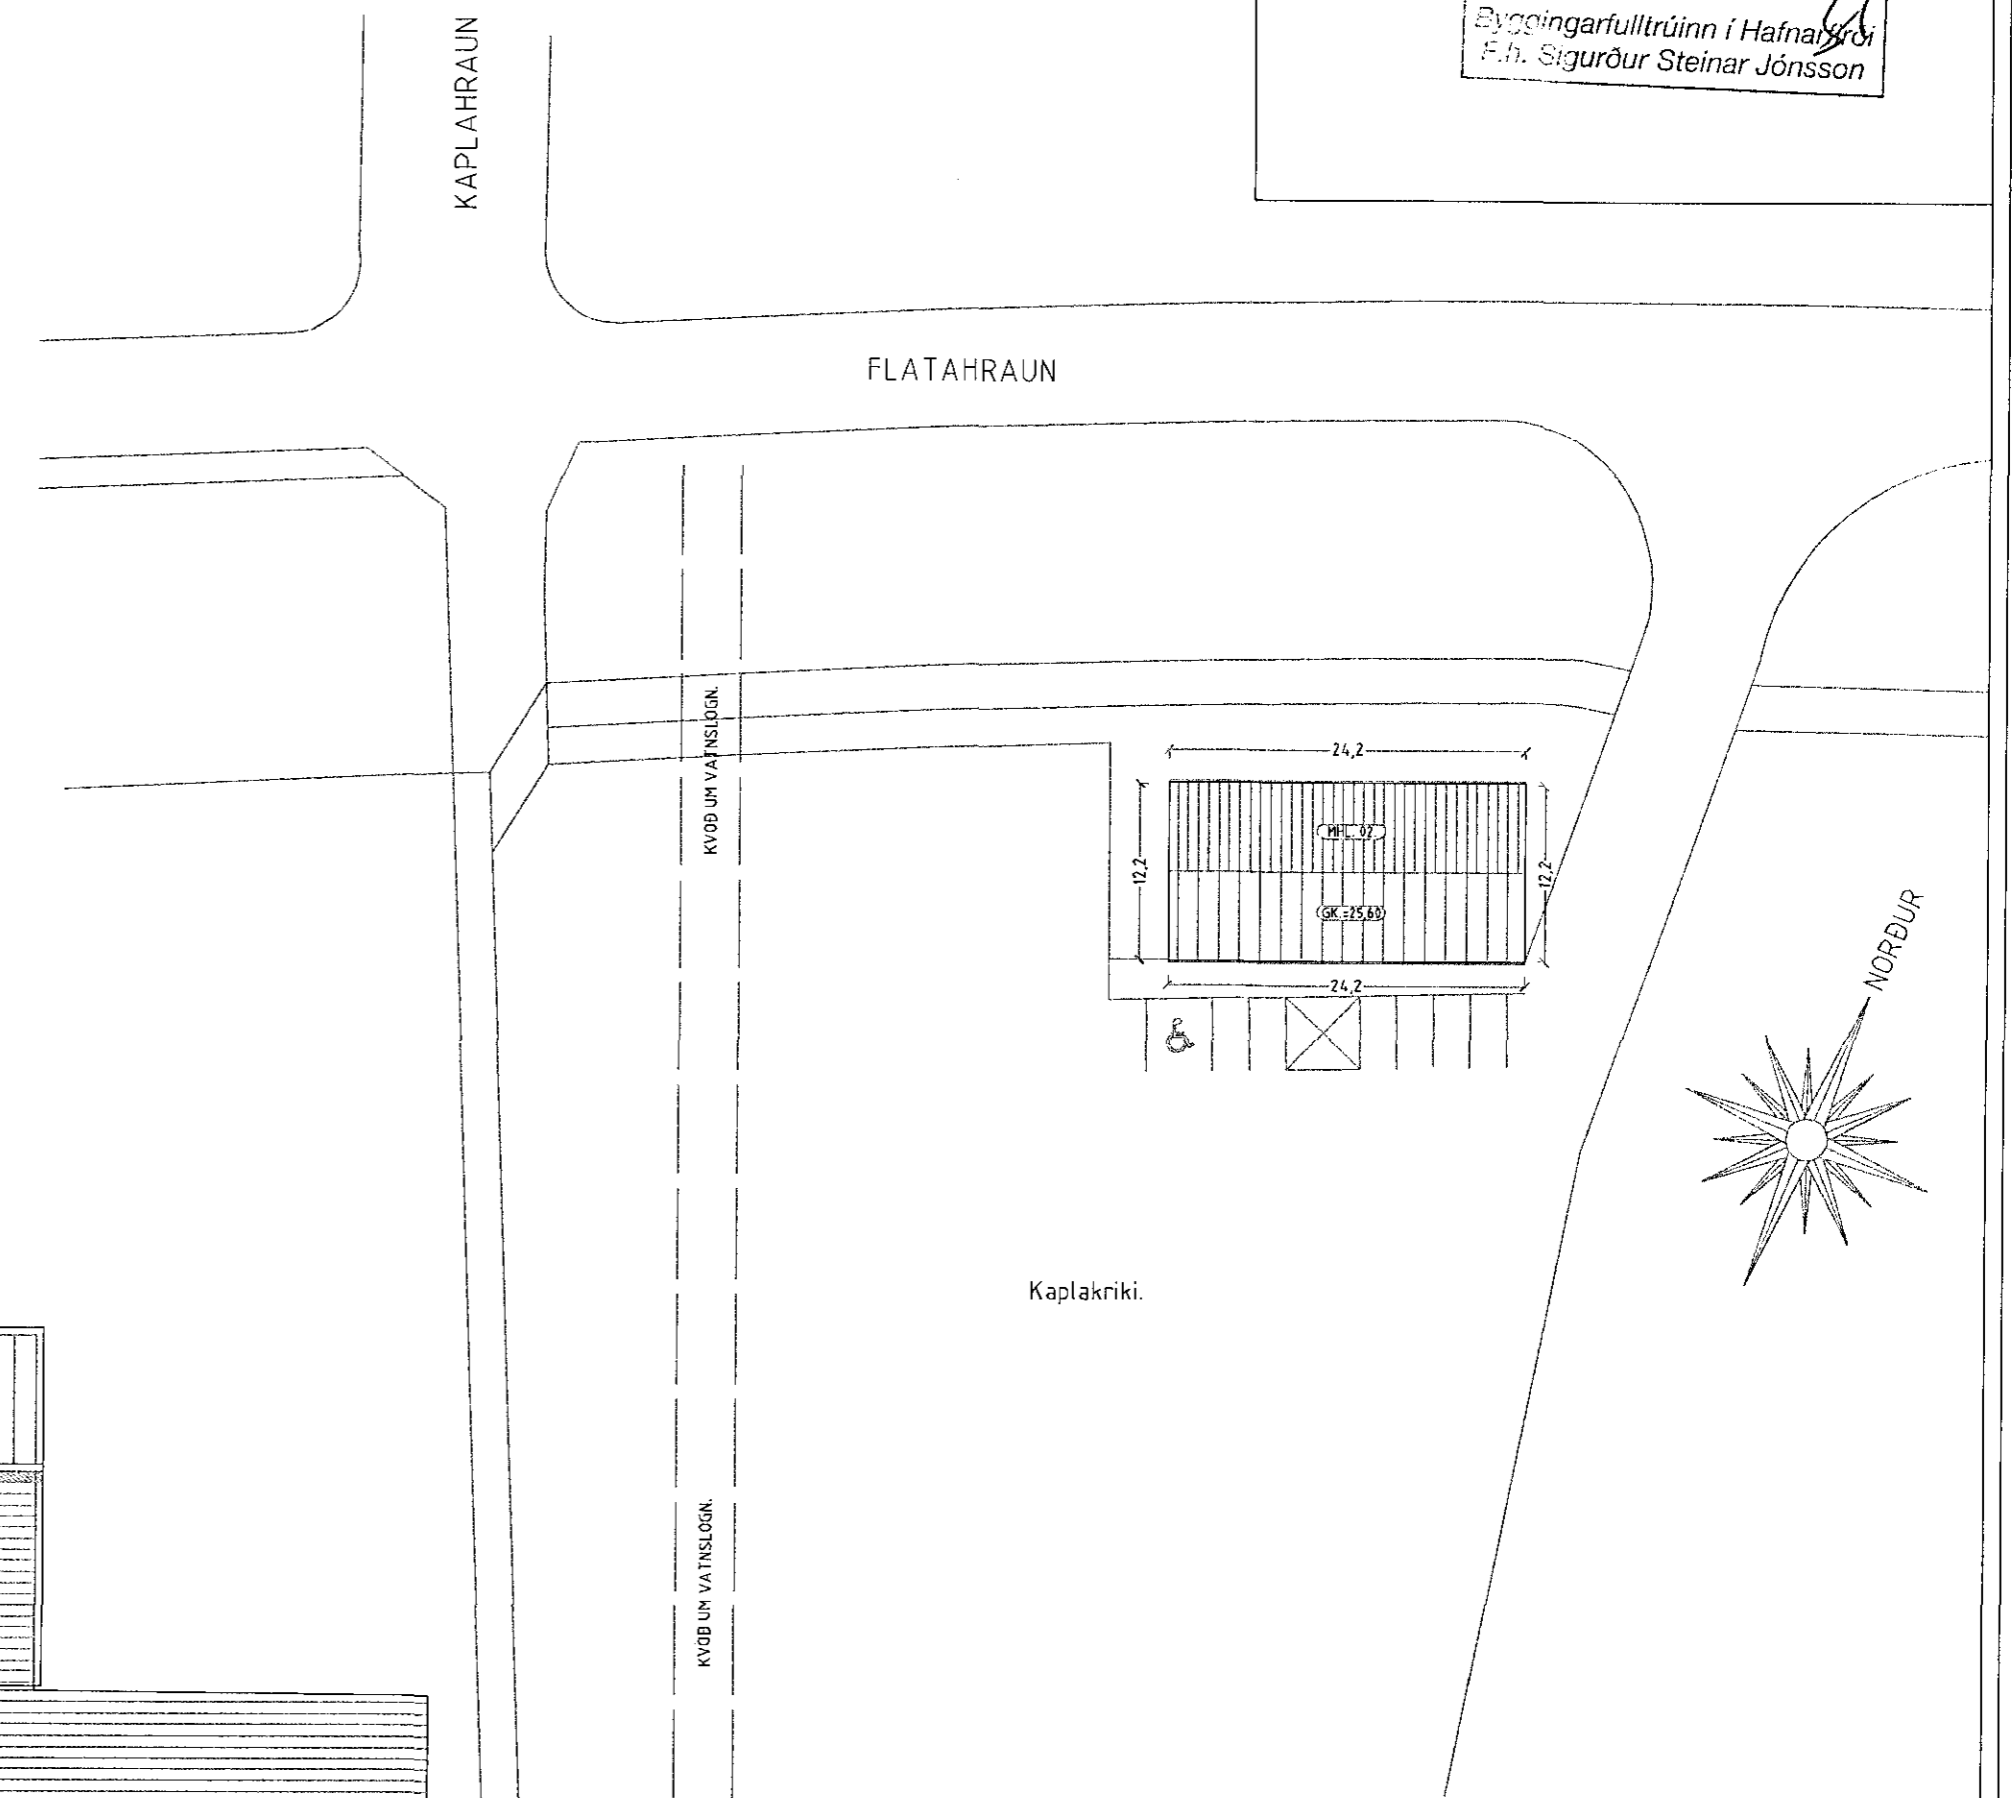 Byggingarfulltrúinn í Hafnarfirði
F.h. Sigurður Steinar Jónsson
KAPLAHRAUN
FLATAHRAUN
KVÖÐ UM VATNSLÖGN.
24,2
12,2
MHL. 02.
12,2
GK.=25,60
24,2
NORÐUR
Kaplakriki.
KVÖÐ UM VATNSLÖGN.